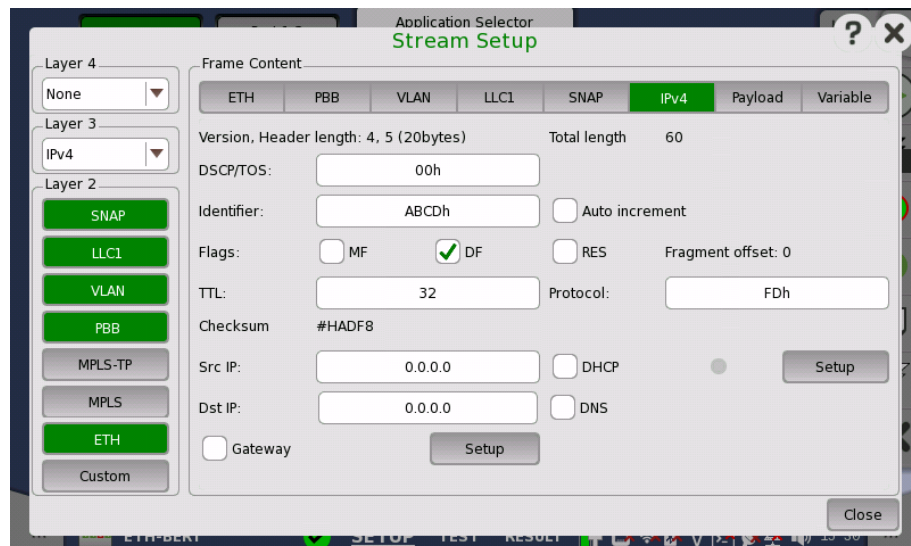 Application Selector
Stream Setup
?
Layer 4
None
Layer 3
IPv4
Layer 2
SNAP
LLC1
VLAN
PBB
MPLS-TP
MPLS
ETH
Custom
Frame Content
ETH PBB VLAN LLC1 SNAP IPv4 Payload Variable
Version, Header length: 4, 5 (20bytes) Total length 60
DSCP/TOS: 00h
Identifier: ABCDh Auto increment
Flags: MF DF RES Fragment offset: 0
TTL: 32 Protocol: FDh
Checksum #HADF8
Src IP: 0.0.0.0 DHCP Setup
Dst IP: 0.0.0.0 DNS
Gateway Setup
Close
ETH-BERT SETUP TEST RESULT